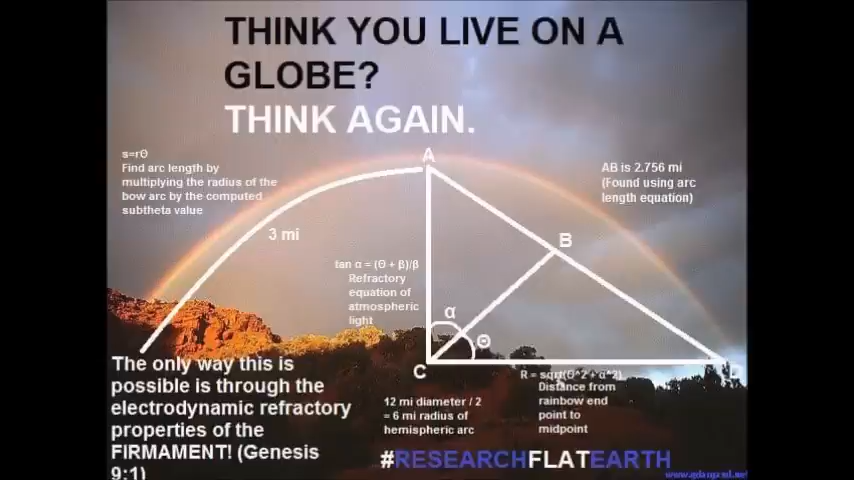 THINK YOU LIVE ON A
GLOBE?
THINK AGAIN.
s=rΘ
Find arc length by
multiplying the radius of the
bow arc by the computed
subtheta value
A
AB is 2.756 mi
(Found using arc
length equation)
3 mi
B
tan α = (Θ + β)/β
Refractory
equation of
atmospheric
light
α
Θ
The only way this is
possible is through the
electrodynamic refractory
properties of the
FIRMAMENT! (Genesis
9:1)
C
D
12 mi diameter / 2
= 6 mi radius of
hemispheric arc
R = sqrt(Θ^2 + α^2)
Distance from
rainbow end
point to
midpoint
#RESEARCHFLATEARTH